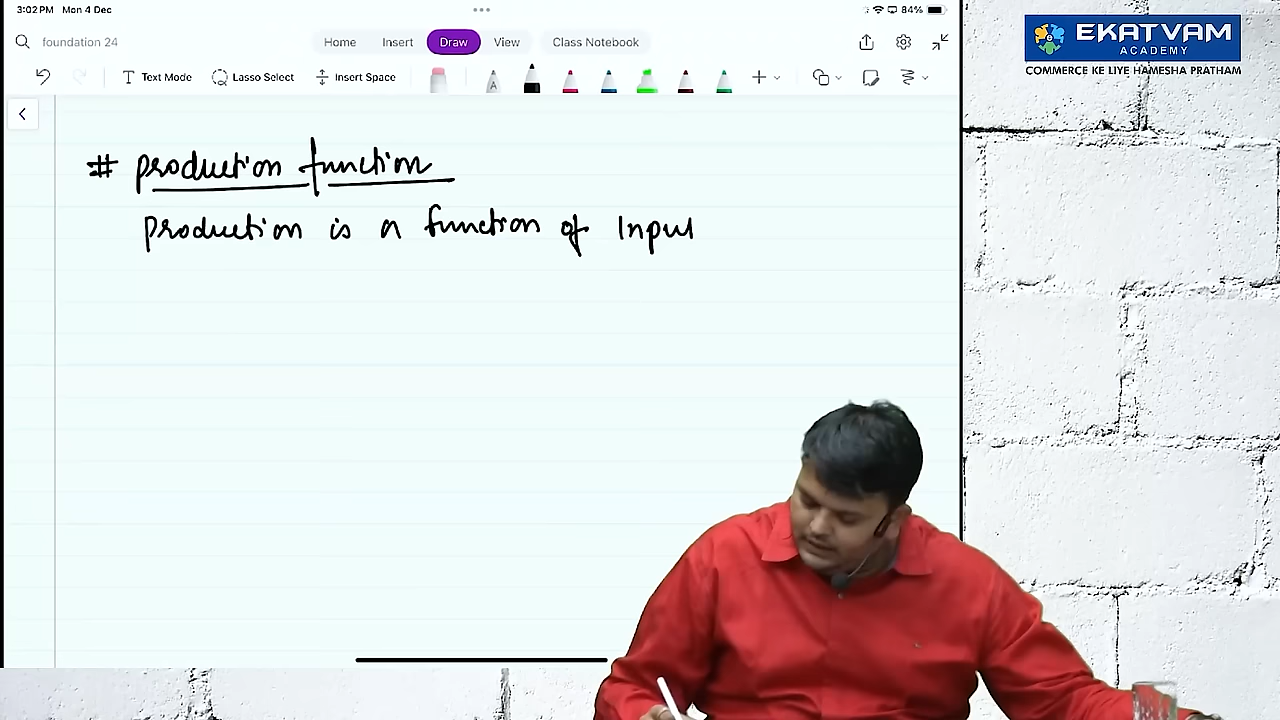 3:02 PM Mon 4 Dec
84%
foundation 24
Home Insert Draw View Class Notebook
Text Mode Lasso Select Insert Space
EKATVAM
ACADEMY
COMMERCE KE LIYE HAMESHA PRATHAM
# production function
Production is a function of Input